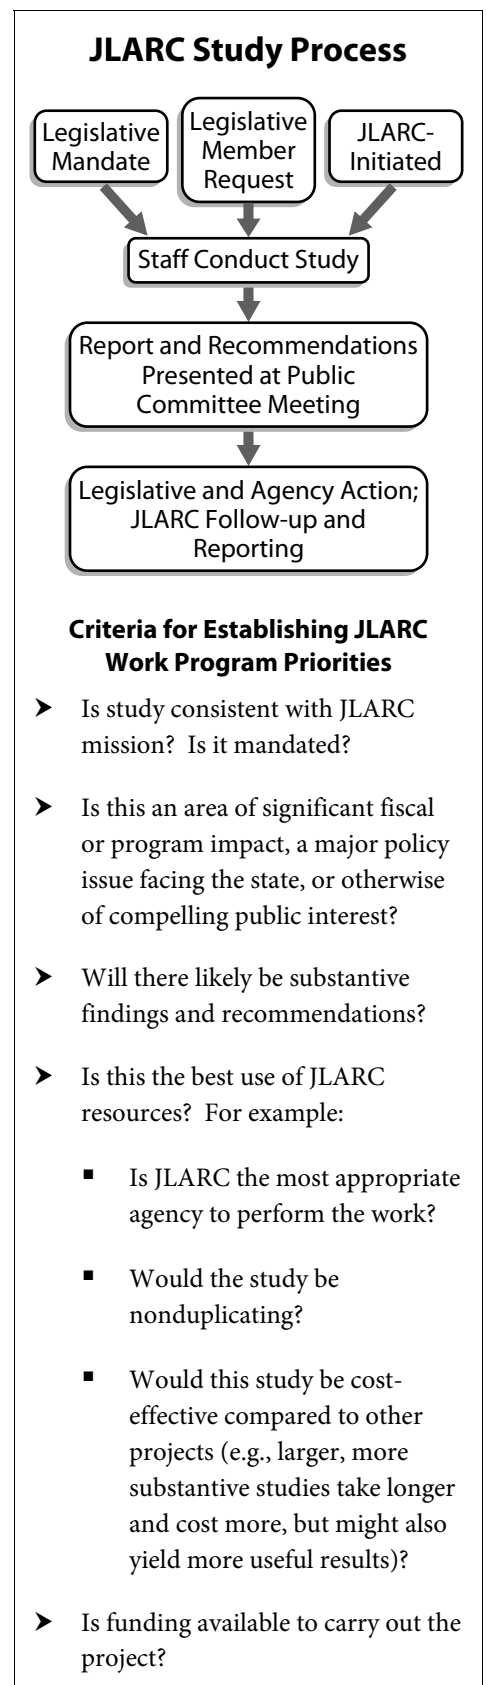 JLARC Study Process
Legislative
Mandate
Legislative
Member
Request
JLARC-
Initiated
Staff Conduct Study
Report and Recommendations
Presented at Public
Committee Meeting
Legislative and Agency Action;
JLARC Follow-up and
Reporting
Criteria for Establishing JLARC
Work Program Priorities
➤ Is study consistent with JLARC
mission?  Is it mandated?
➤ Is this an area of significant fiscal
or program impact, a major policy
issue facing the state, or otherwise
of compelling public interest?
➤ Will there likely be substantive
findings and recommendations?
➤ Is this the best use of JLARC
resources?  For example:
▪ Is JLARC the most appropriate
agency to perform the work?
▪ Would the study be
nonduplicating?
▪ Would this study be cost-
effective compared to other
projects (e.g., larger, more
substantive studies take longer
and cost more, but might also
yield more useful results)?
➤ Is funding available to carry out the
project?